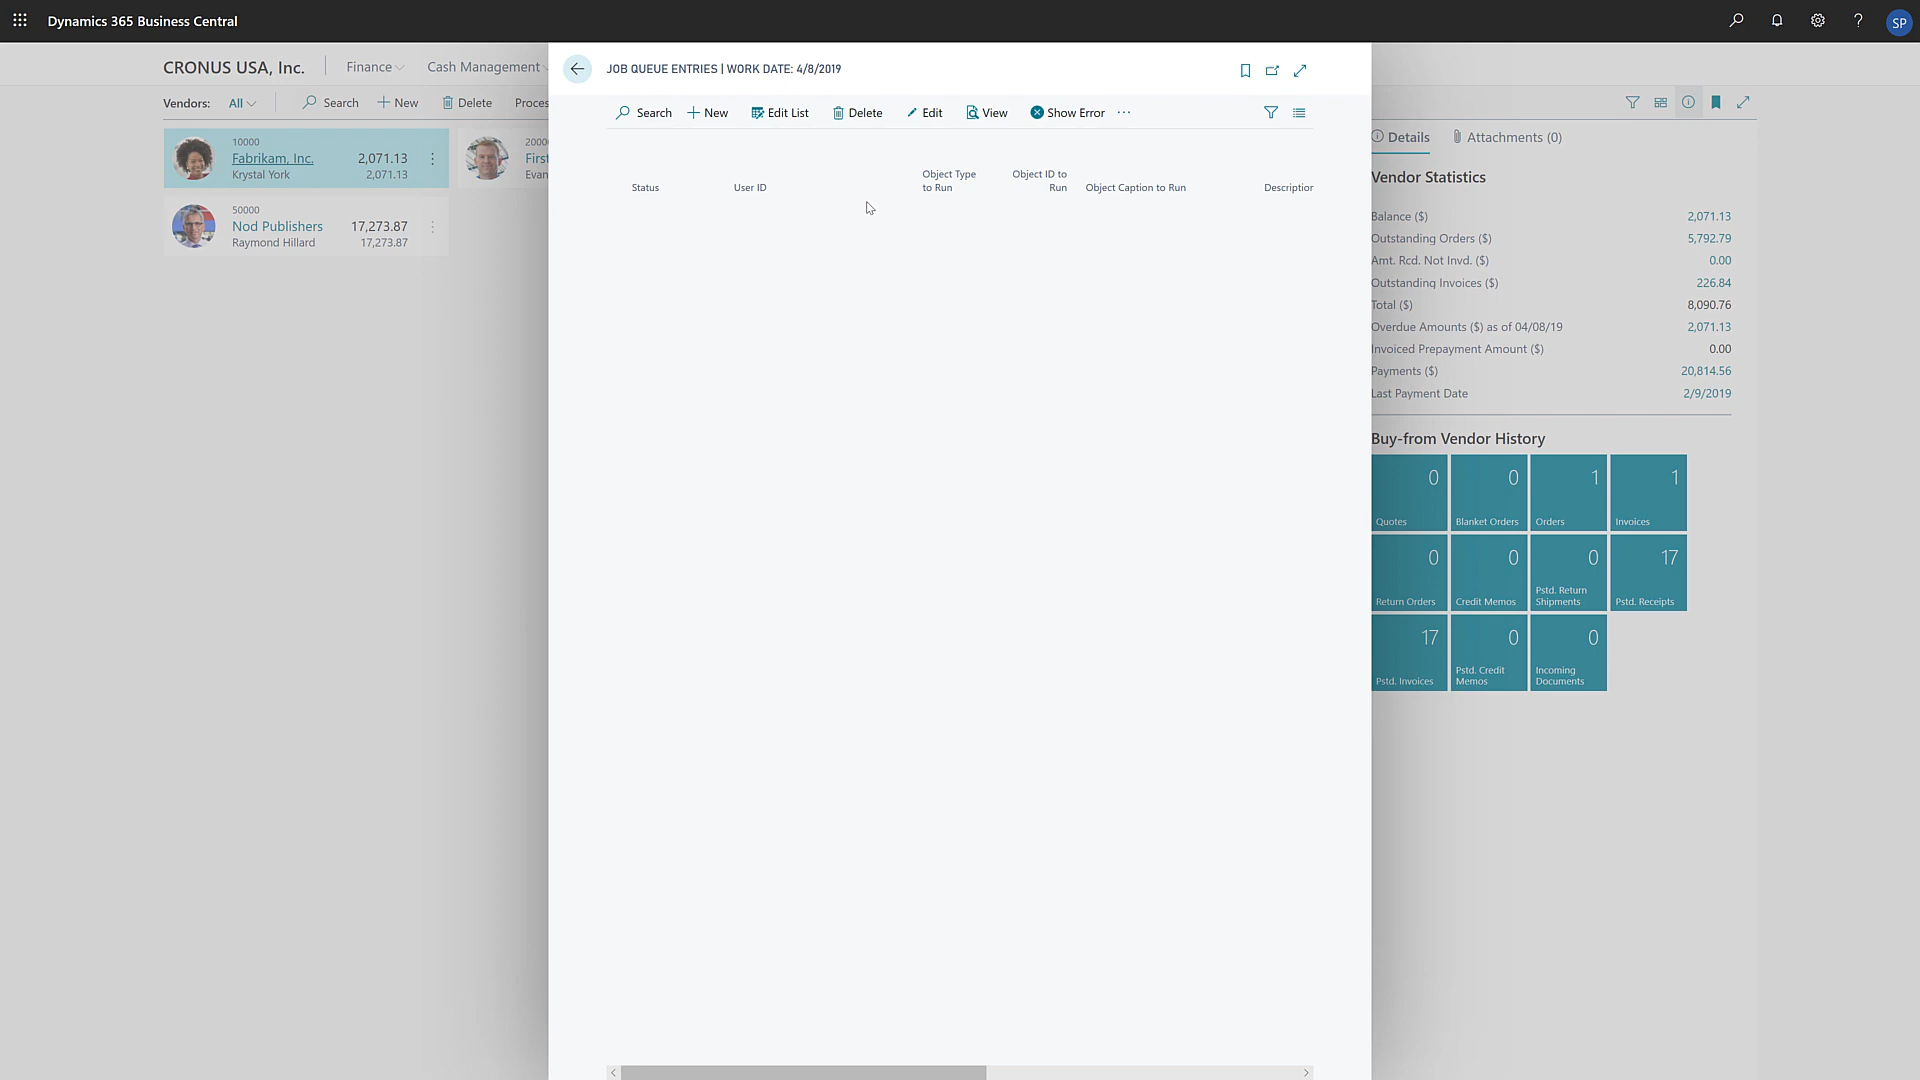 Dynamics 365 Business Central
SP
CRONUS USA, Inc.
Finance
Cash Management
Vendors:
All
Search
New
Delete
10000
Fabrikam, Inc.
2,071.13
Krystal York
2,071.13
50000
Nod Publishers
17,273.87
Raymond Hillard
17,273.87
JOB QUEUE ENTRIES | WORK DATE: 4/8/2019
Search
New
Edit List
Delete
Edit
View
Show Error
Status
User ID
Object Type
to Run
Object ID to
Run
Object Caption to Run
Details
Attachments (0)
Vendor Statistics
Balance ($)
2,071.13
Outstanding Orders ($)
5,792.79
Amt. Rcd. Not Invd. ($)
0.00
Outstanding Invoices ($)
226.84
Total ($)
8,090.76
Overdue Amounts ($) as of 04/08/19
2,071.13
Invoiced Prepayment Amount ($)
0.00
Payments ($)
20,814.56
Last Payment Date
2/9/2019
Buy-from Vendor History
0
Quotes
0
Blanket Orders
1
Orders
1
Invoices
0
Return Orders
0
Credit Memos
0
Pstd. Return
Shipments
17
Pstd. Receipts
17
Pstd. Invoices
0
Pstd. Credit
Memos
0
Incoming
Documents